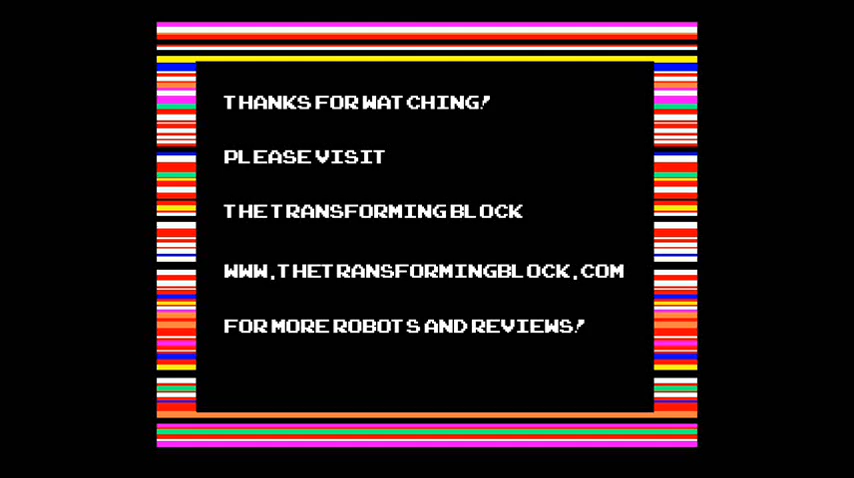 THANKS FOR WATCHING!
PLEASE VISIT
THE TRANSFORMING BLOCK
WWW.THETRANSFORMINGBLOCK.COM
FOR MORE ROBOTS AND REVIEWS!